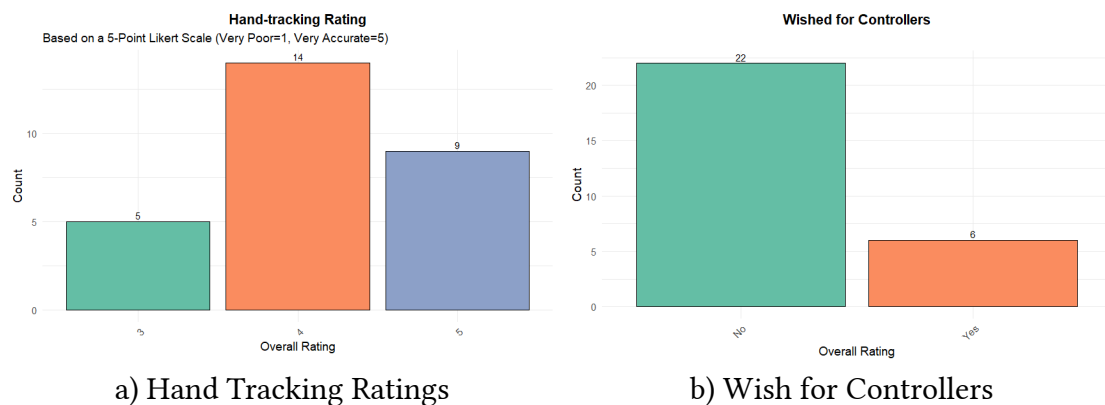 Hand-tracking Rating
Based on a 5-Point Likert Scale (Very Poor=1, Very Accurate=5)
14
10
9
5
5
0
Count
3
4
5
Overall Rating
a) Hand Tracking Ratings
Wished for Controllers
22
20
15
10
6
5
0
Count
No
Yes
Overall Rating
b) Wish for Controllers